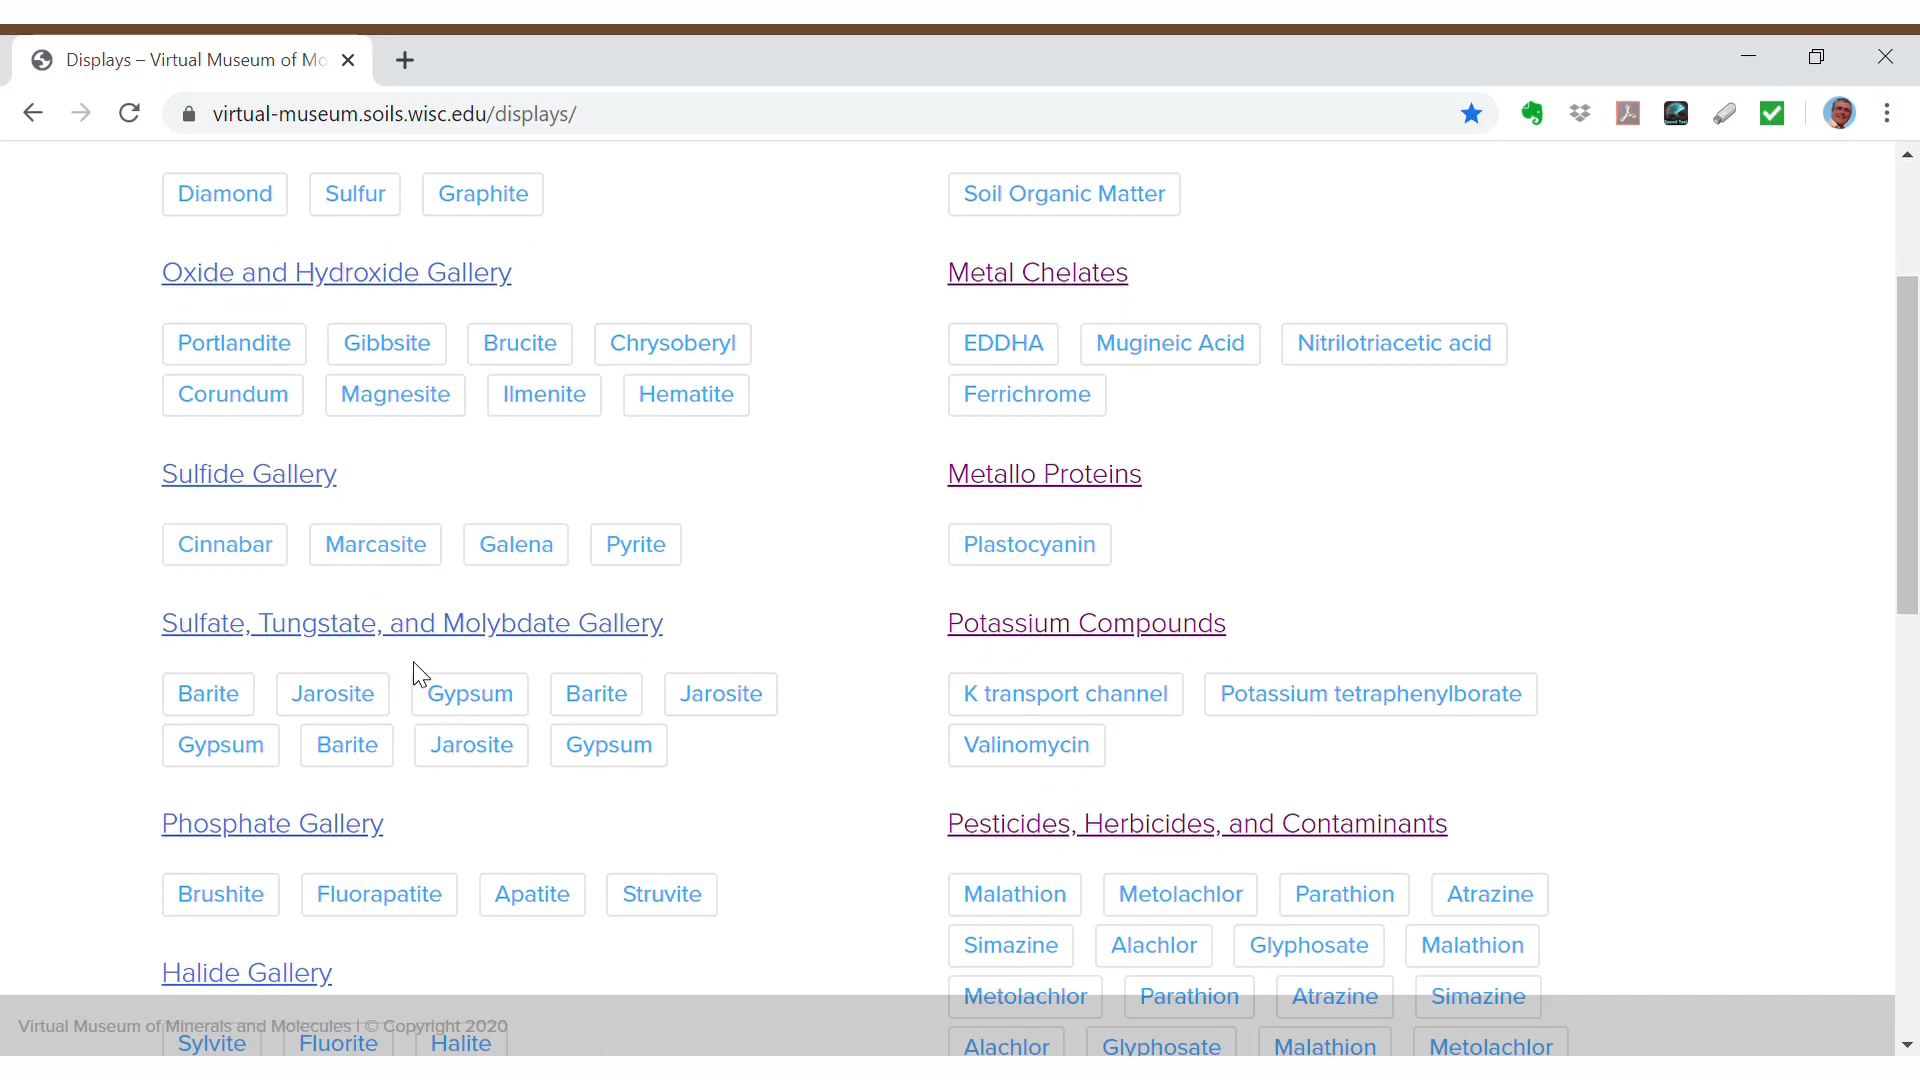 Displays – Virtual Museum of Mo
virtual-museum.soils.wisc.edu/displays/
Diamond Sulfur Graphite
Oxide and Hydroxide Gallery
Portlandite Gibbsite Brucite Chrysoberyl
Corundum Magnesite Ilmenite Hematite
Sulfide Gallery
Cinnabar Marcasite Galena Pyrite
Sulfate, Tungstate, and Molybdate Gallery
Barite Jarosite Gypsum Barite Jarosite
Gypsum Barite Jarosite Gypsum
Phosphate Gallery
Brushite Fluorapatite Apatite Struvite
Halide Gallery
Sylvite Fluorite Halite
Soil Organic Matter
Metal Chelates
EDDHA Mugineic Acid Nitrilotriacetic acid
Ferrichrome
Metallo Proteins
Plastocyanin
Potassium Compounds
K transport channel Potassium tetraphenylborate
Valinomycin
Pesticides, Herbicides, and Contaminants
Malathion Metolachlor Parathion Atrazine
Simazine Alachlor Glyphosate Malathion
Metolachlor Parathion Atrazine Simazine
Alachlor Glyphosate Malathion Metolachlor
Virtual Museum of Minerals and Molecules | © Copyright 2020